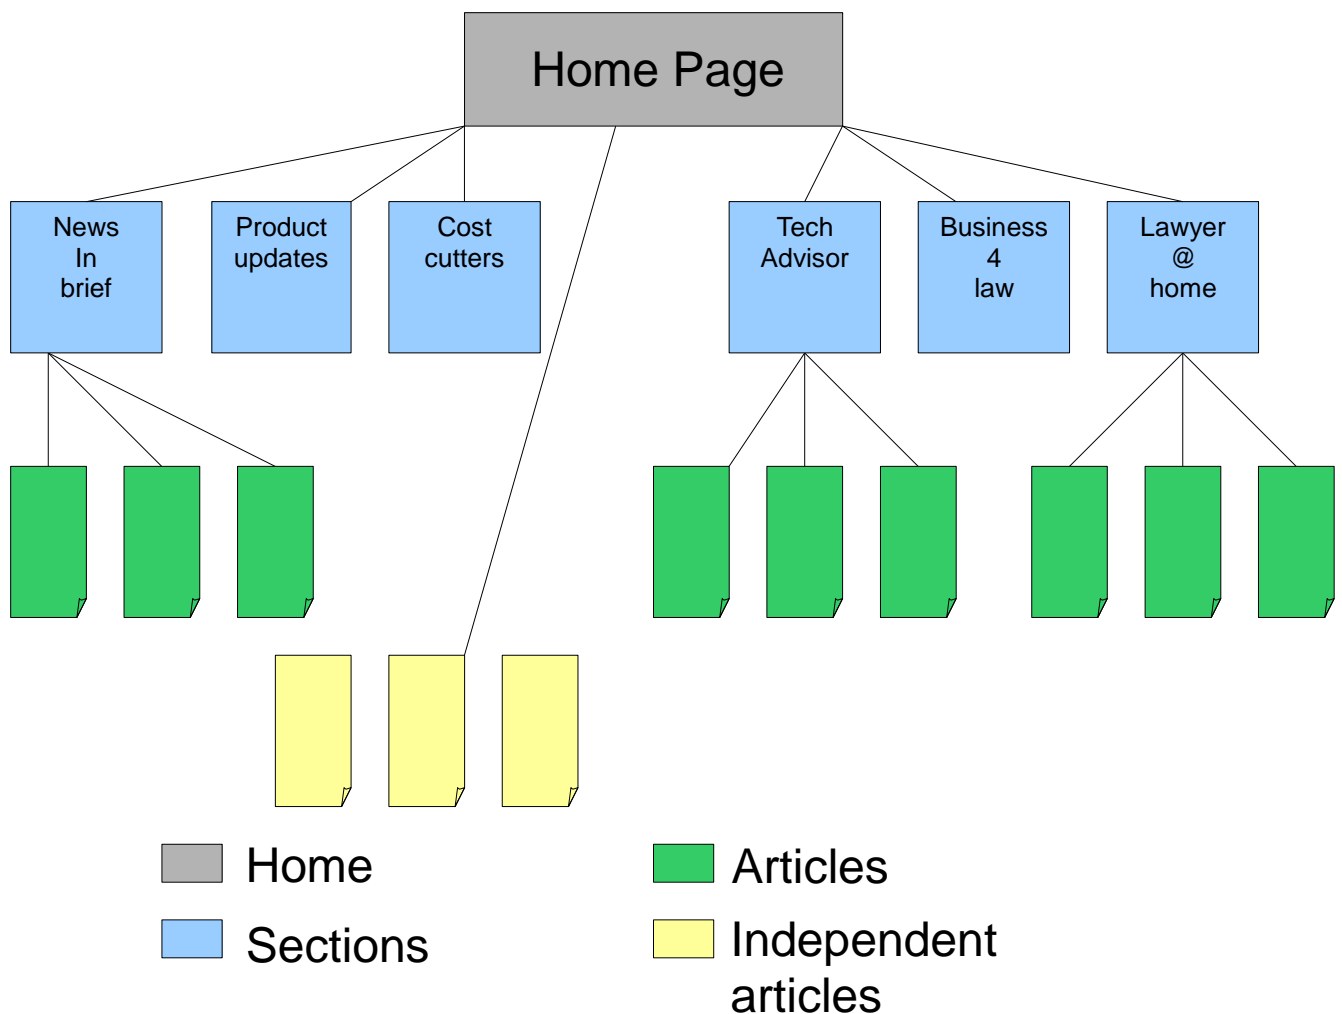 Home Page
News
In
brief
Product
updates
Cost
cutters
Tech
Advisor
Business
4
law
Lawyer
@
home
Home
Articles
Sections
Independent
articles